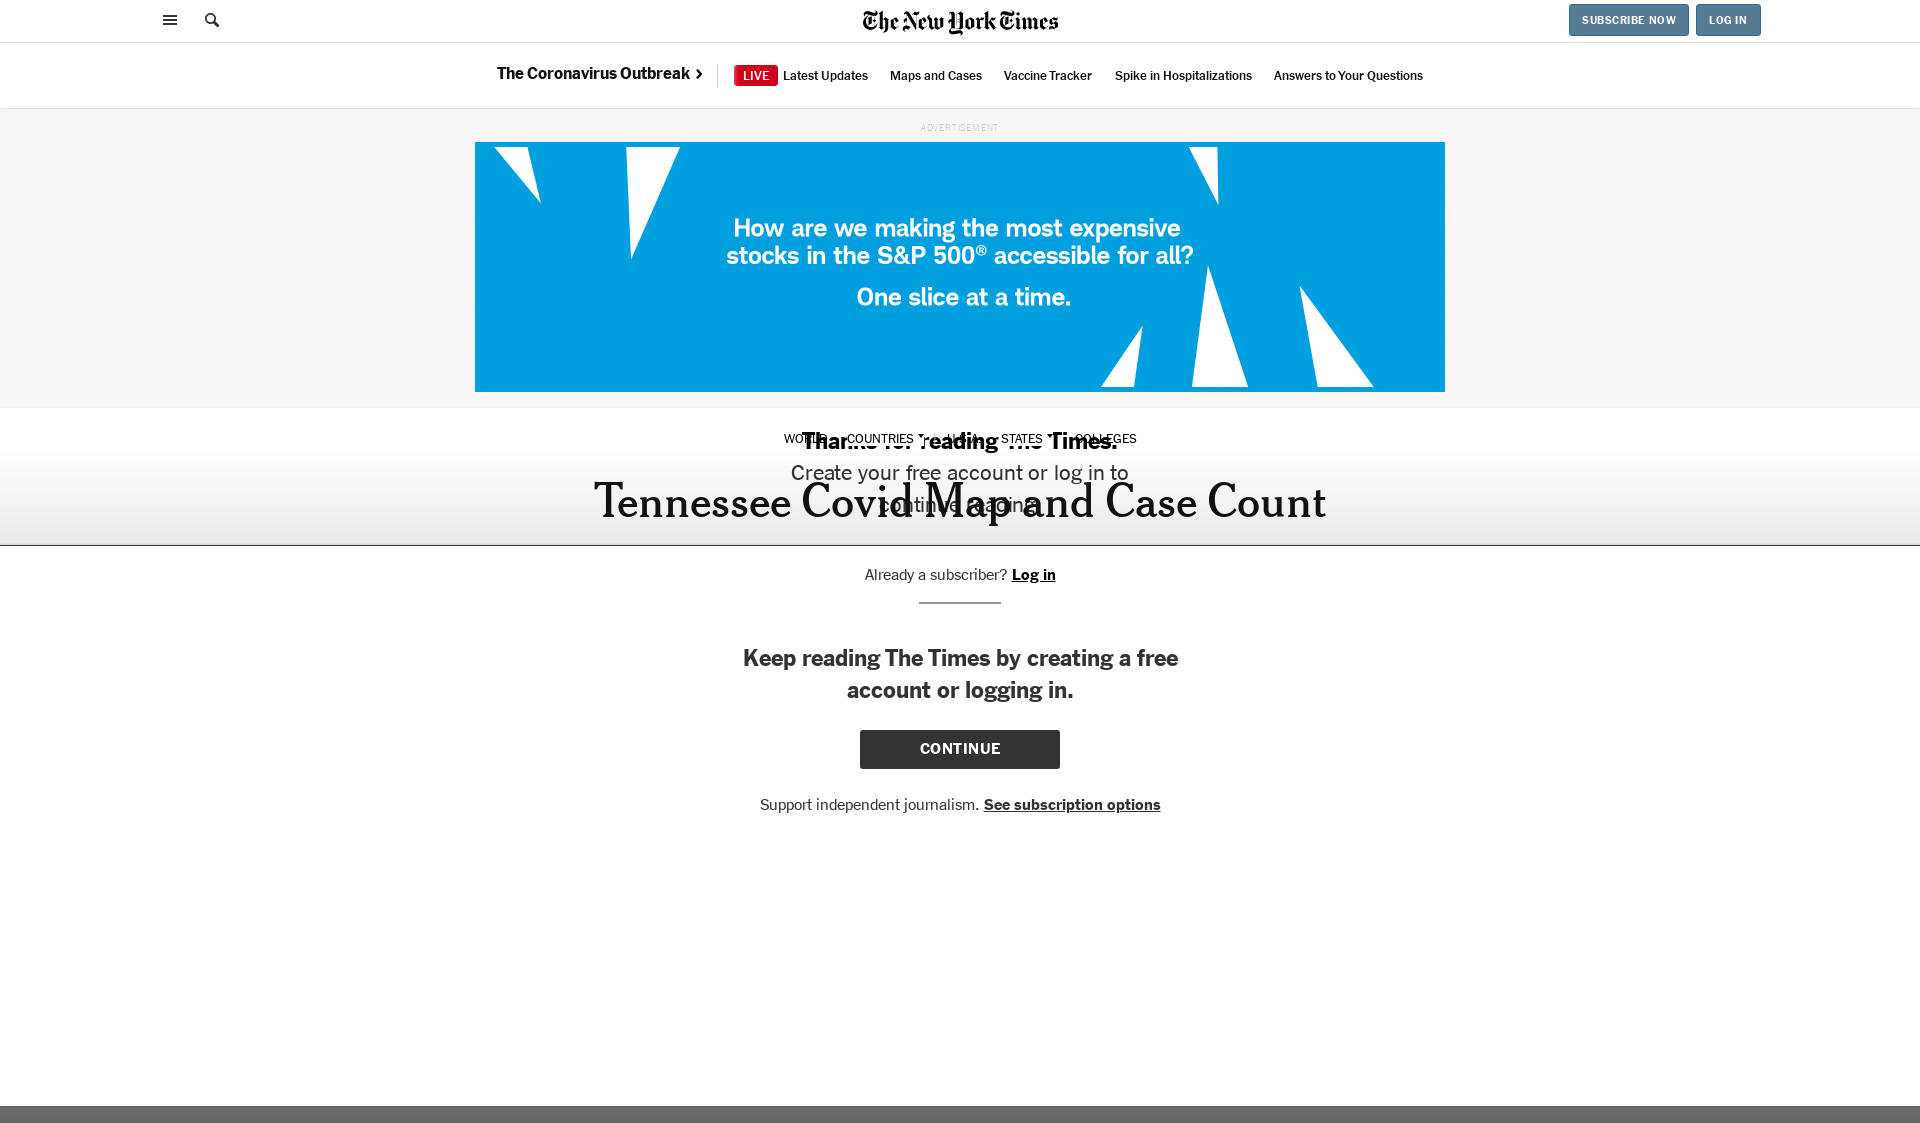 The New York Times
SUBSCRIBE NOW
LOG IN
The Coronavirus Outbreak
LIVE Latest Updates
Maps and Cases
Vaccine Tracker
Spike in Hospitalizations
Answers to Your Questions
ADVERTISEMENT
How are we making the most expensive
stocks in the S&P 500® accessible for all?
One slice at a time.
WORLD COUNTRIES U.S.A. STATES COLLEGES
Thanks for reading The Times.
Create your free account or log in to
continue reading.
Tennessee Covid Map and Case Count
Already a subscriber? Log in
Keep reading The Times by creating a free
account or logging in.
CONTINUE
Support independent journalism. See subscription options